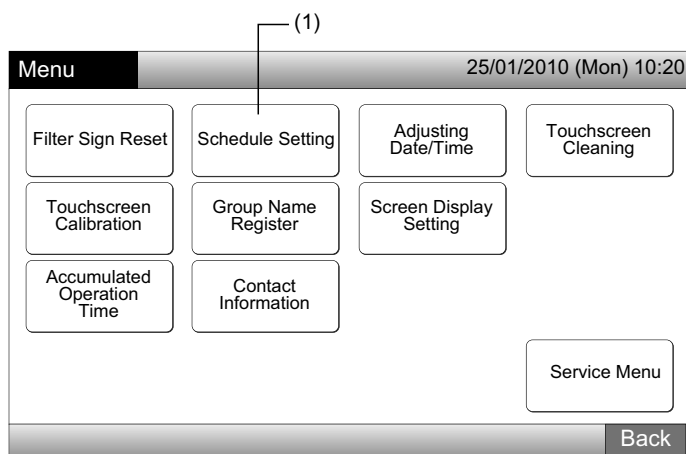 (1)
Menu
25/01/2010 (Mon) 10:20
Filter Sign Reset
Schedule Setting
Adjusting
Date/Time
Touchscreen
Cleaning
Touchscreen
Calibration
Group Name
Register
Screen Display
Setting
Accumulated
Operation
Time
Contact
Information
Service Menu
Back